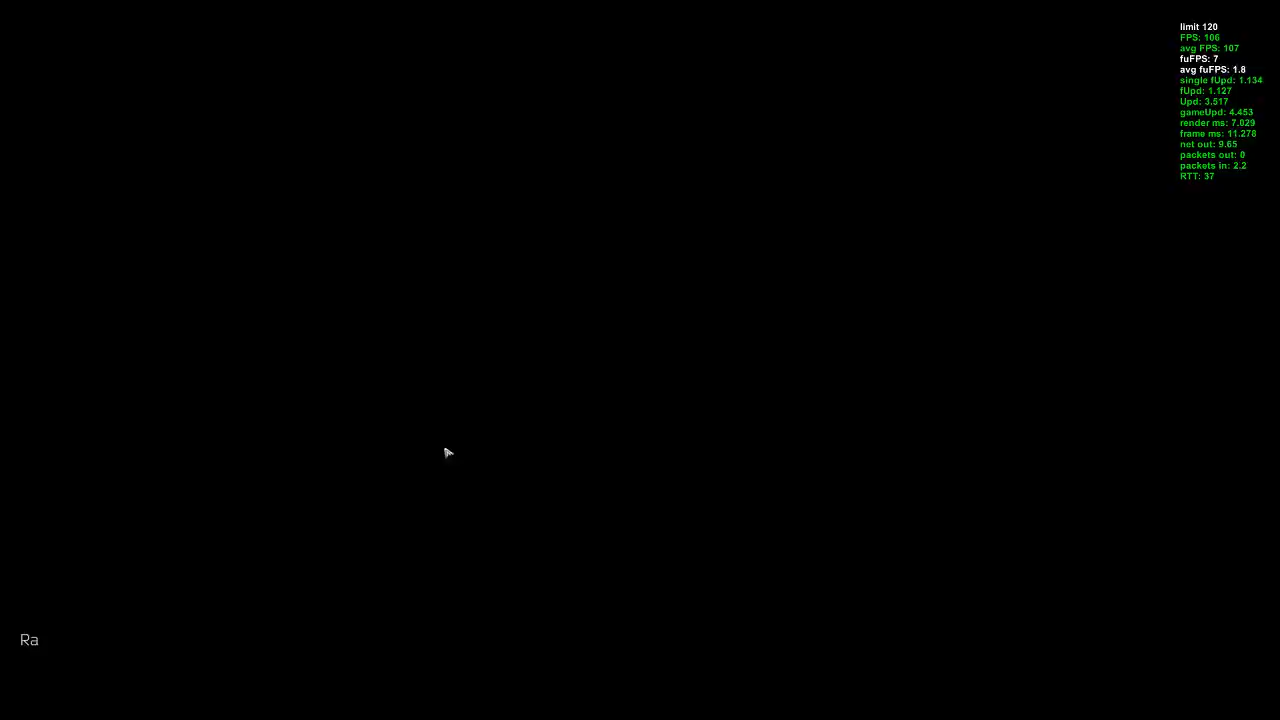 limit 120
FPS: 106
avg FPS: 107
fuFPS: 7
avg fuFPS: 1.8
single fUpd: 1.134
fUpd: 1.127
Upd: 3.517
gameUpd: 4.453
render ms: 7.029
frame ms: 11.278
net out: 9.65
packets out: 0
packets in: 2.2
RTT: 37
Ra